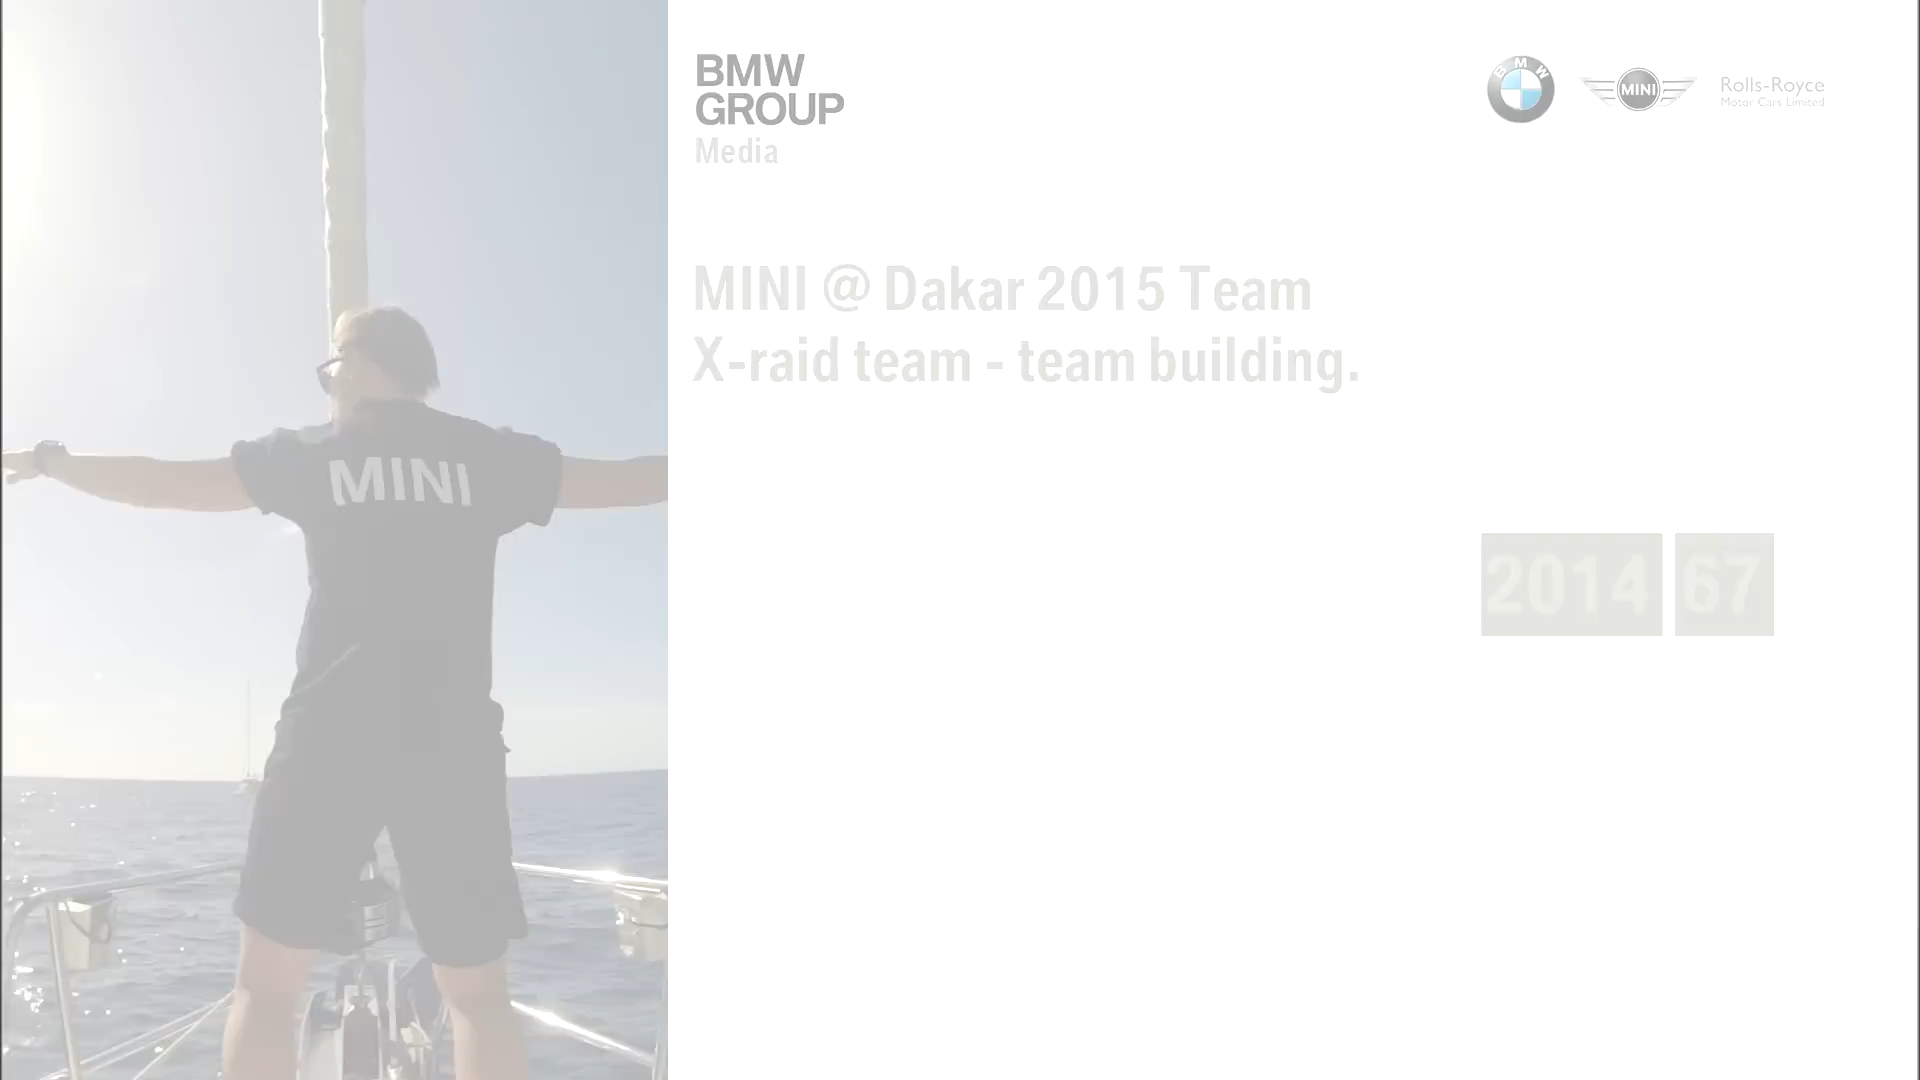 BMW
GROUP
Media
BMW
MINI
Rolls-Royce
Motor Cars Limited
MINI @ Dakar 2015 Team
X-raid team - team building.
MINI
2014 67